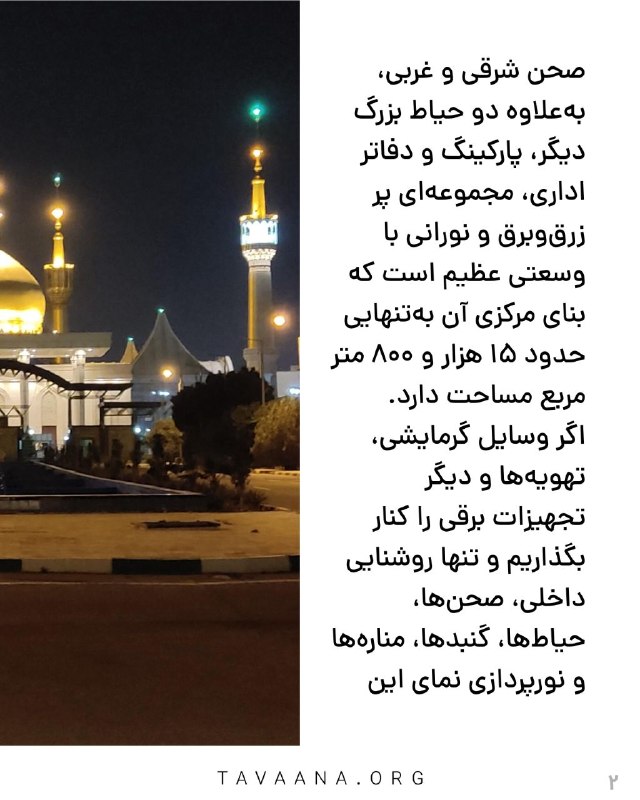 صحن شرقی و غربی،
به‌علاوه دو حیاط بزرگ
دیگر، پارکینگ و دفاتر
اداری، مجموعه‌ای پر
زرق‌وبرق و نورانی با
وسعتی عظیم است که
بنای مرکزی آن به‌تنهایی
حدود ۱۵ هزار و ۸۰۰ متر
مربع مساحت دارد.
اگر وسایل گرمایشی،
تهویه‌ها و دیگر
تجهیزات برقی را کنار
بگذاریم و تنها روشنایی
داخلی، صحن‌ها،
حیاط‌ها، گنبدها، مناره‌ها
و نورپردازی نمای این
TAVAANA.ORG
۲